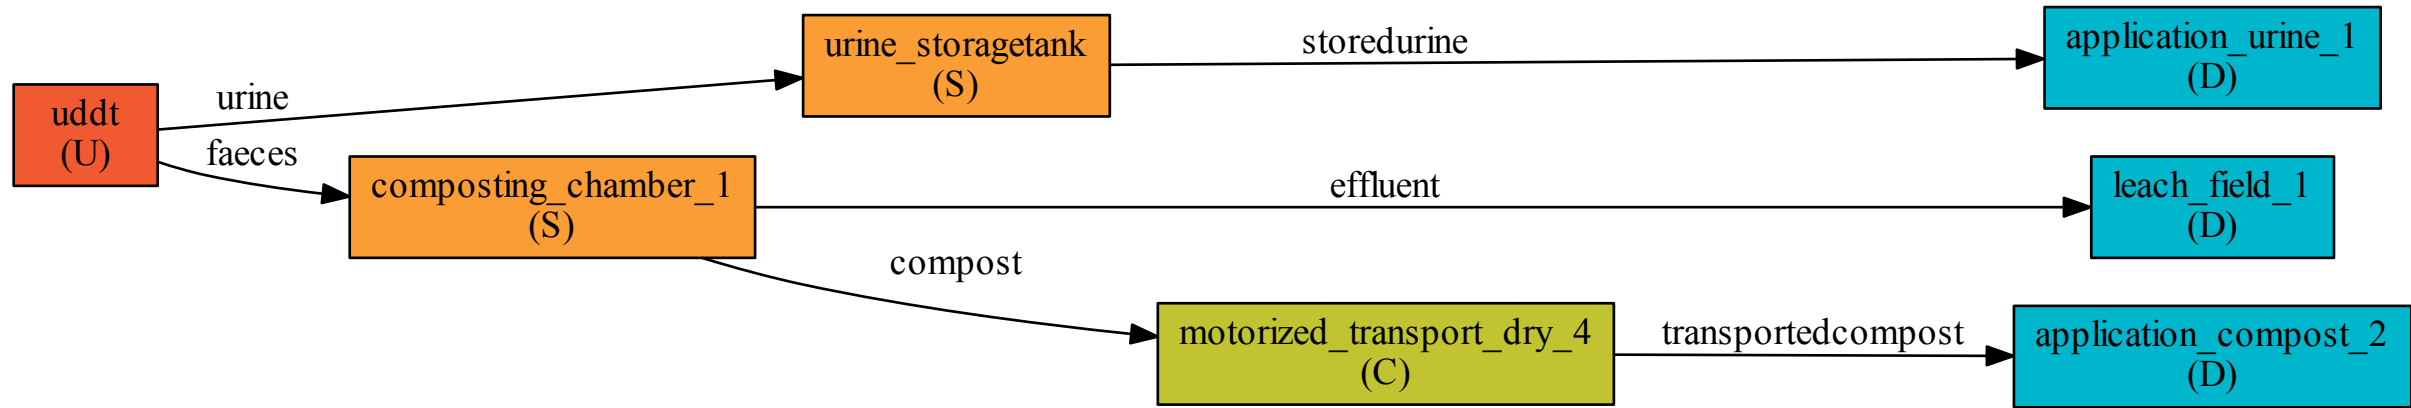 uddt
(U)
urine
faeces
urine_storagetank
(S)
composting_chamber_1
(S)
storedurine
effluent
compost
motorized_transport_dry_4
(C)
transportedcompost
application_urine_1
(D)
leach_field_1
(D)
application_compost_2
(D)